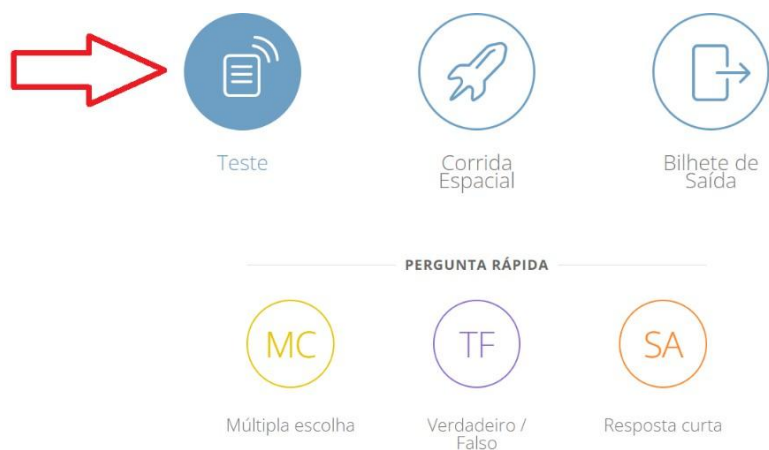 Teste
Corrida
Espacial
Bilhete de
Saída
PERGUNTA RÁPIDA
MC
TF
SA
Múltipla escolha
Verdadeiro /
Falso
Resposta curta